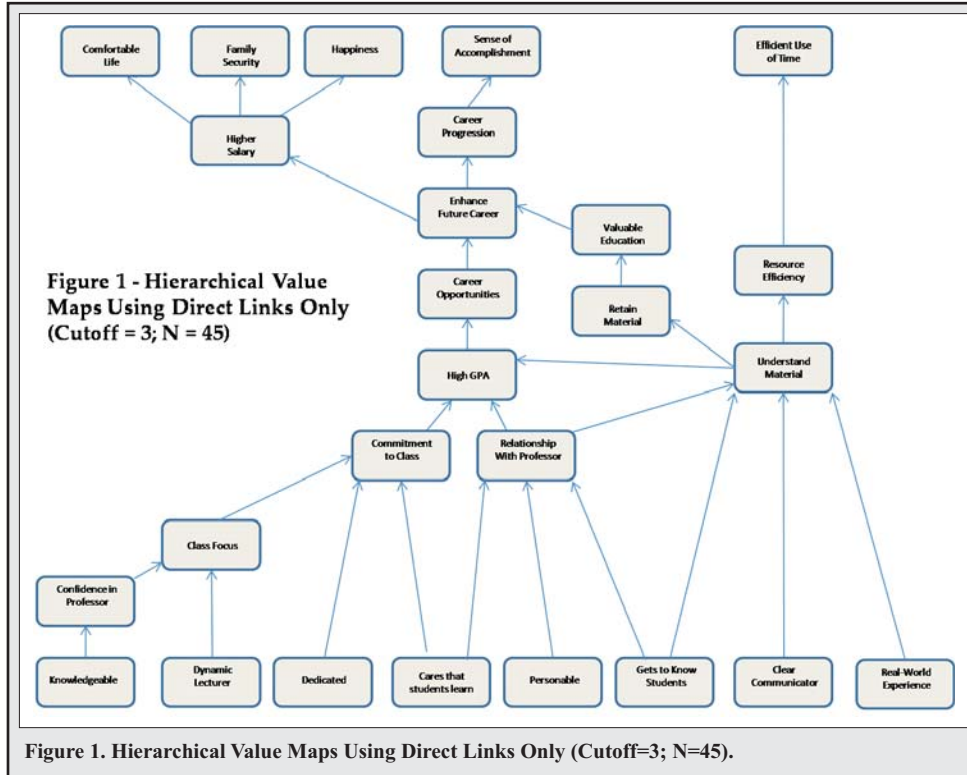 Comfortable
Life
Family
Security
Happiness
Sense of
Accomplishment
Efficient Use
of Time
Higher
Salary
Career
Progression
Enhance
Future Career
Valuable
Education
Figure 1 - Hierarchical Value
Maps Using Direct Links Only
(Cutoff = 3; N = 45)
Career
Opportunities
Retain
Material
Resource
Efficiency
High GPA
Understand
Material
Commitment
to Class
Relationship
With Professor
Class Focus
Confidence in
Professor
Knowledgeable
Dynamic
Lecturer
Dedicated
Cares that
students learn
Personable
Gets to Know
Students
Clear
Communicator
Real-World
Experience
Figure 1. Hierarchical Value Maps Using Direct Links Only (Cutoff=3; N=45).